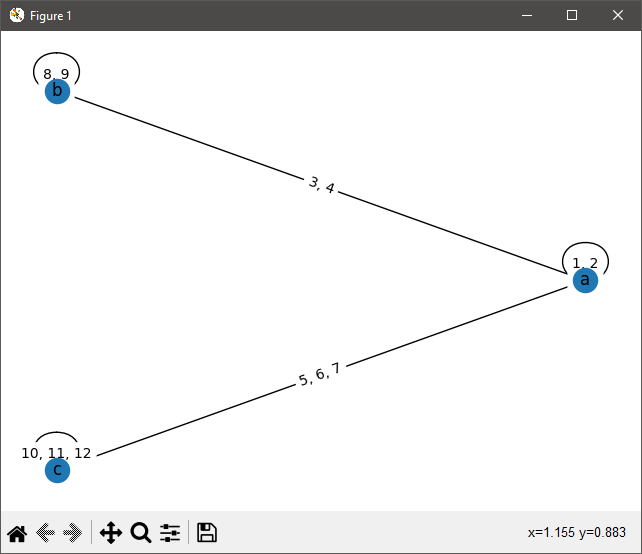 Figure 1
8, 9
b
3, 4
1, 2
a
5, 6, 7
10, 11, 12
c
x=1.155 y=0.883